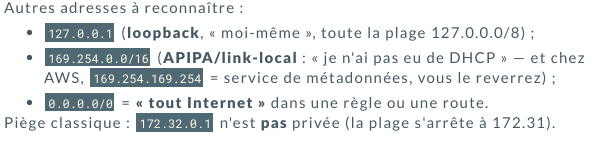 Autres adresses à reconnaître :
• 127.0.0.1 (loopback, « moi-même », toute la plage 127.0.0.0/8) ;
• 169.254.0.0/16 (APIPA/link-local : « je n'ai pas eu de DHCP » — et chez
AWS, 169.254.169.254 = service de métadonnées, vous le reverrez) ;
• 0.0.0.0/0 = « tout Internet » dans une règle ou une route.
Piège classique : 172.32.0.1 n'est pas privée (la plage s'arrête à 172.31).